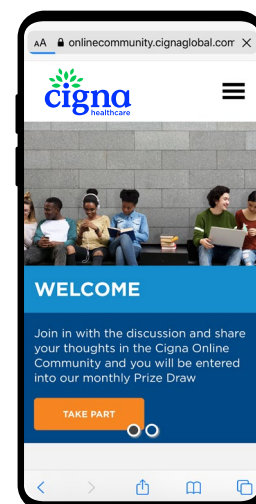 AA onlinecommunity.cignaglobal.com
cigna
healthcare
WELCOME
Join in with the discussion and share
your thoughts in the Cigna Online
Community and you will be entered
into our monthly Prize Draw
TAKE PART